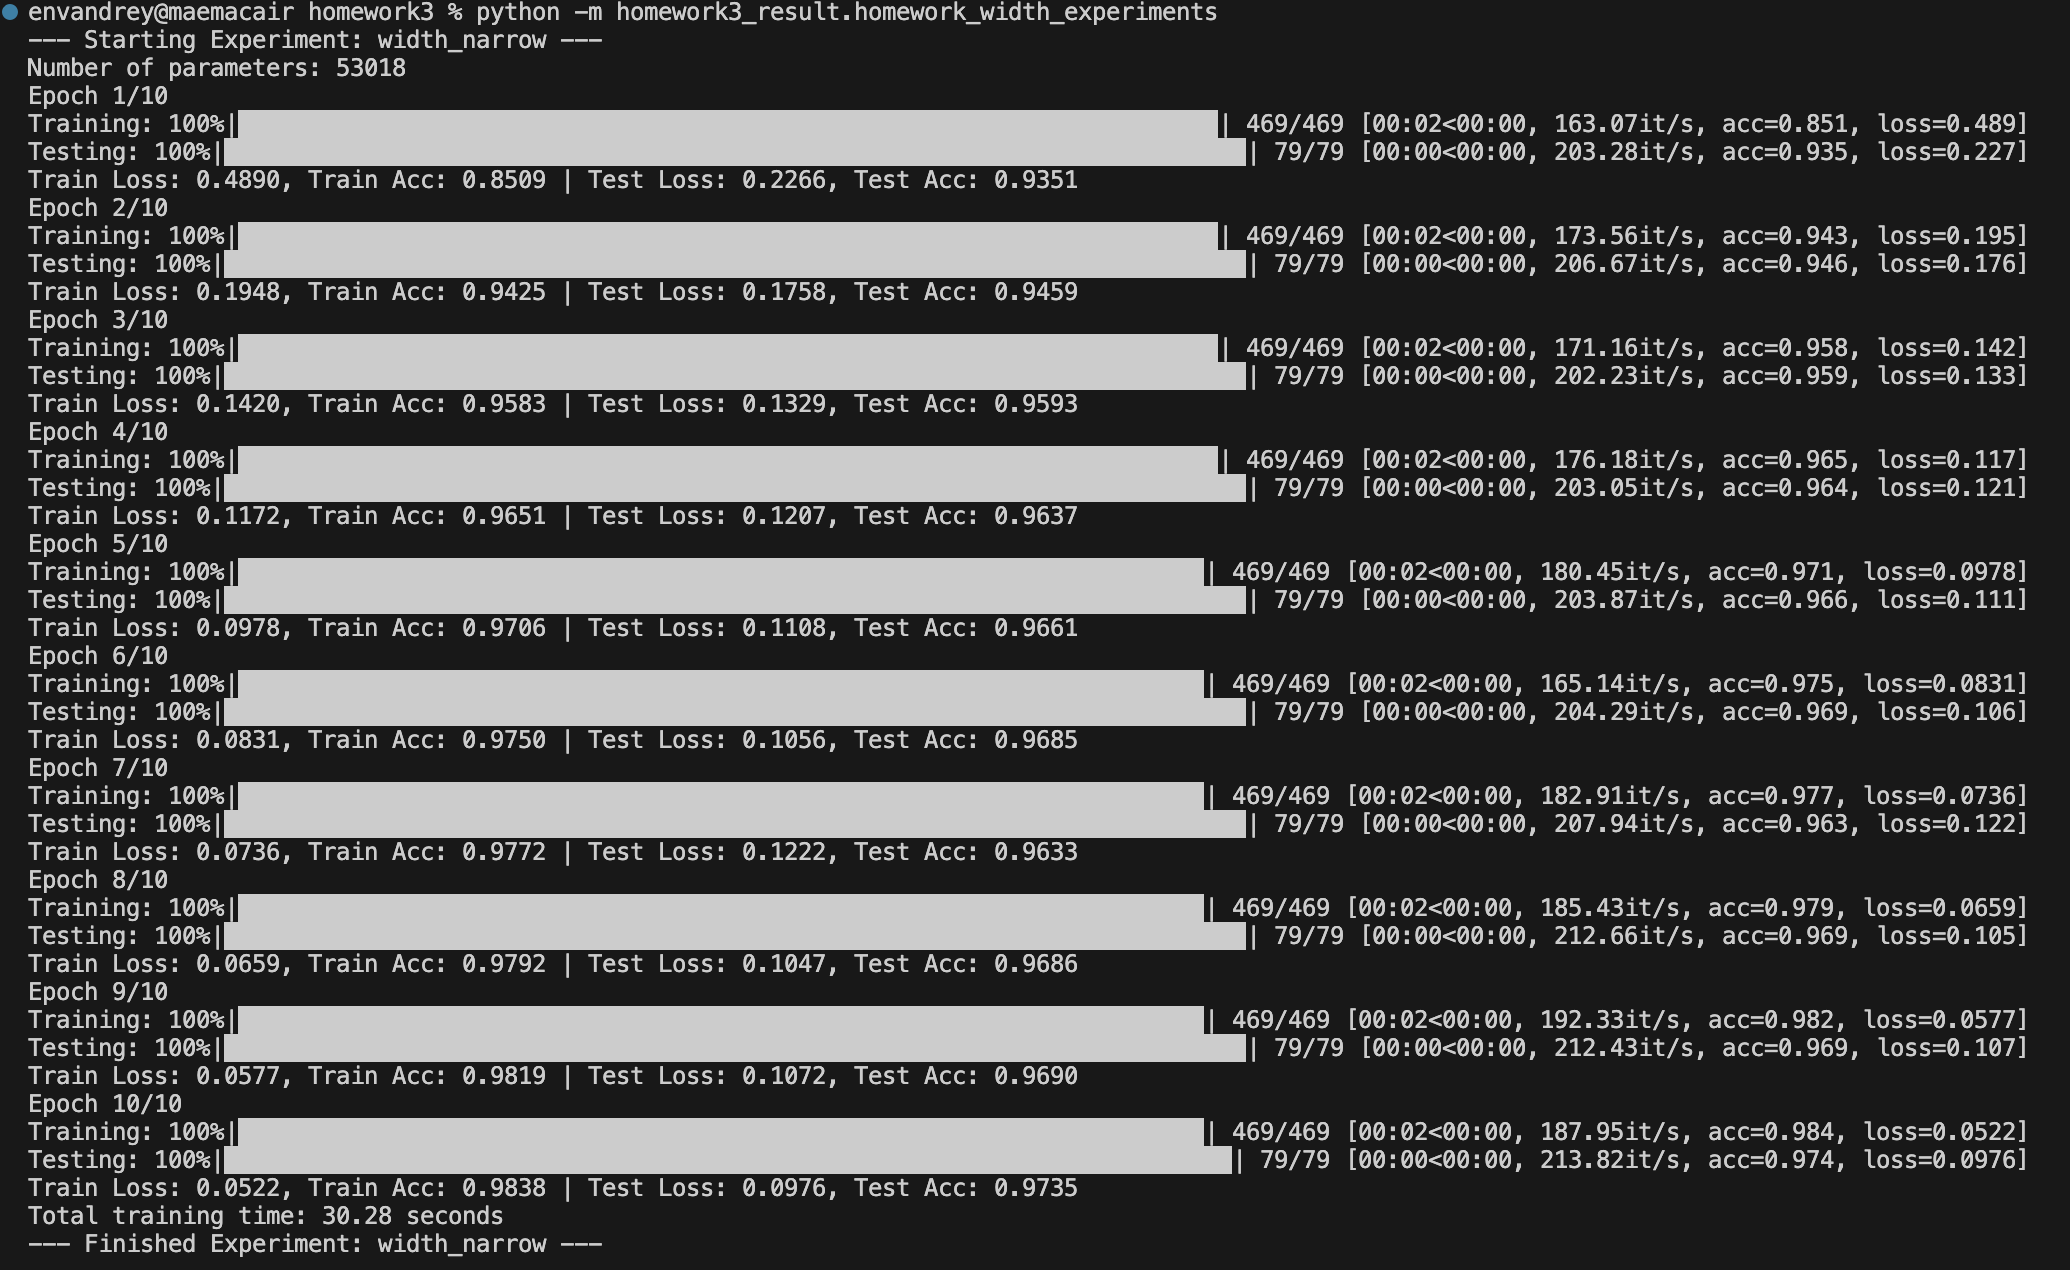 envandrey@maemacair homework3 % python -m homework3_result.homework_width_experiments
--- Starting Experiment: width_narrow ---
Number of parameters: 53018
Epoch 1/10
Training: 100%| | 469/469 [00:02<00:00, 163.07it/s, acc=0.851, loss=0.489]
Testing: 100%| | 79/79 [00:00<00:00, 203.28it/s, acc=0.935, loss=0.227]
Train Loss: 0.4890, Train Acc: 0.8509 | Test Loss: 0.2266, Test Acc: 0.9351
Epoch 2/10
Training: 100%| | 469/469 [00:02<00:00, 173.56it/s, acc=0.943, loss=0.195]
Testing: 100%| | 79/79 [00:00<00:00, 206.67it/s, acc=0.946, loss=0.176]
Train Loss: 0.1948, Train Acc: 0.9425 | Test Loss: 0.1758, Test Acc: 0.9459
Epoch 3/10
Training: 100%| | 469/469 [00:02<00:00, 171.16it/s, acc=0.958, loss=0.142]
Testing: 100%| | 79/79 [00:00<00:00, 202.23it/s, acc=0.959, loss=0.133]
Train Loss: 0.1420, Train Acc: 0.9583 | Test Loss: 0.1329, Test Acc: 0.9593
Epoch 4/10
Training: 100%| | 469/469 [00:02<00:00, 176.18it/s, acc=0.965, loss=0.117]
Testing: 100%| | 79/79 [00:00<00:00, 203.05it/s, acc=0.964, loss=0.121]
Train Loss: 0.1172, Train Acc: 0.9651 | Test Loss: 0.1207, Test Acc: 0.9637
Epoch 5/10
Training: 100%| | 469/469 [00:02<00:00, 180.45it/s, acc=0.971, loss=0.0978]
Testing: 100%| | 79/79 [00:00<00:00, 203.87it/s, acc=0.966, loss=0.111]
Train Loss: 0.0978, Train Acc: 0.9706 | Test Loss: 0.1108, Test Acc: 0.9661
Epoch 6/10
Training: 100%| | 469/469 [00:02<00:00, 165.14it/s, acc=0.975, loss=0.0831]
Testing: 100%| | 79/79 [00:00<00:00, 204.29it/s, acc=0.969, loss=0.106]
Train Loss: 0.0831, Train Acc: 0.9750 | Test Loss: 0.1056, Test Acc: 0.9685
Epoch 7/10
Training: 100%| | 469/469 [00:02<00:00, 182.91it/s, acc=0.977, loss=0.0736]
Testing: 100%| | 79/79 [00:00<00:00, 207.94it/s, acc=0.963, loss=0.122]
Train Loss: 0.0736, Train Acc: 0.9772 | Test Loss: 0.1222, Test Acc: 0.9633
Epoch 8/10
Training: 100%| | 469/469 [00:02<00:00, 185.43it/s, acc=0.979, loss=0.0659]
Testing: 100%| | 79/79 [00:00<00:00, 212.66it/s, acc=0.969, loss=0.105]
Train Loss: 0.0659, Train Acc: 0.9792 | Test Loss: 0.1047, Test Acc: 0.9686
Epoch 9/10
Training: 100%| | 469/469 [00:02<00:00, 192.33it/s, acc=0.982, loss=0.0577]
Testing: 100%| | 79/79 [00:00<00:00, 212.43it/s, acc=0.969, loss=0.107]
Train Loss: 0.0577, Train Acc: 0.9819 | Test Loss: 0.1072, Test Acc: 0.9690
Epoch 10/10
Training: 100%| | 469/469 [00:02<00:00, 187.95it/s, acc=0.984, loss=0.0522]
Testing: 100%| | 79/79 [00:00<00:00, 213.82it/s, acc=0.974, loss=0.0976]
Train Loss: 0.0522, Train Acc: 0.9838 | Test Loss: 0.0976, Test Acc: 0.9735
Total training time: 30.28 seconds
--- Finished Experiment: width_narrow ---